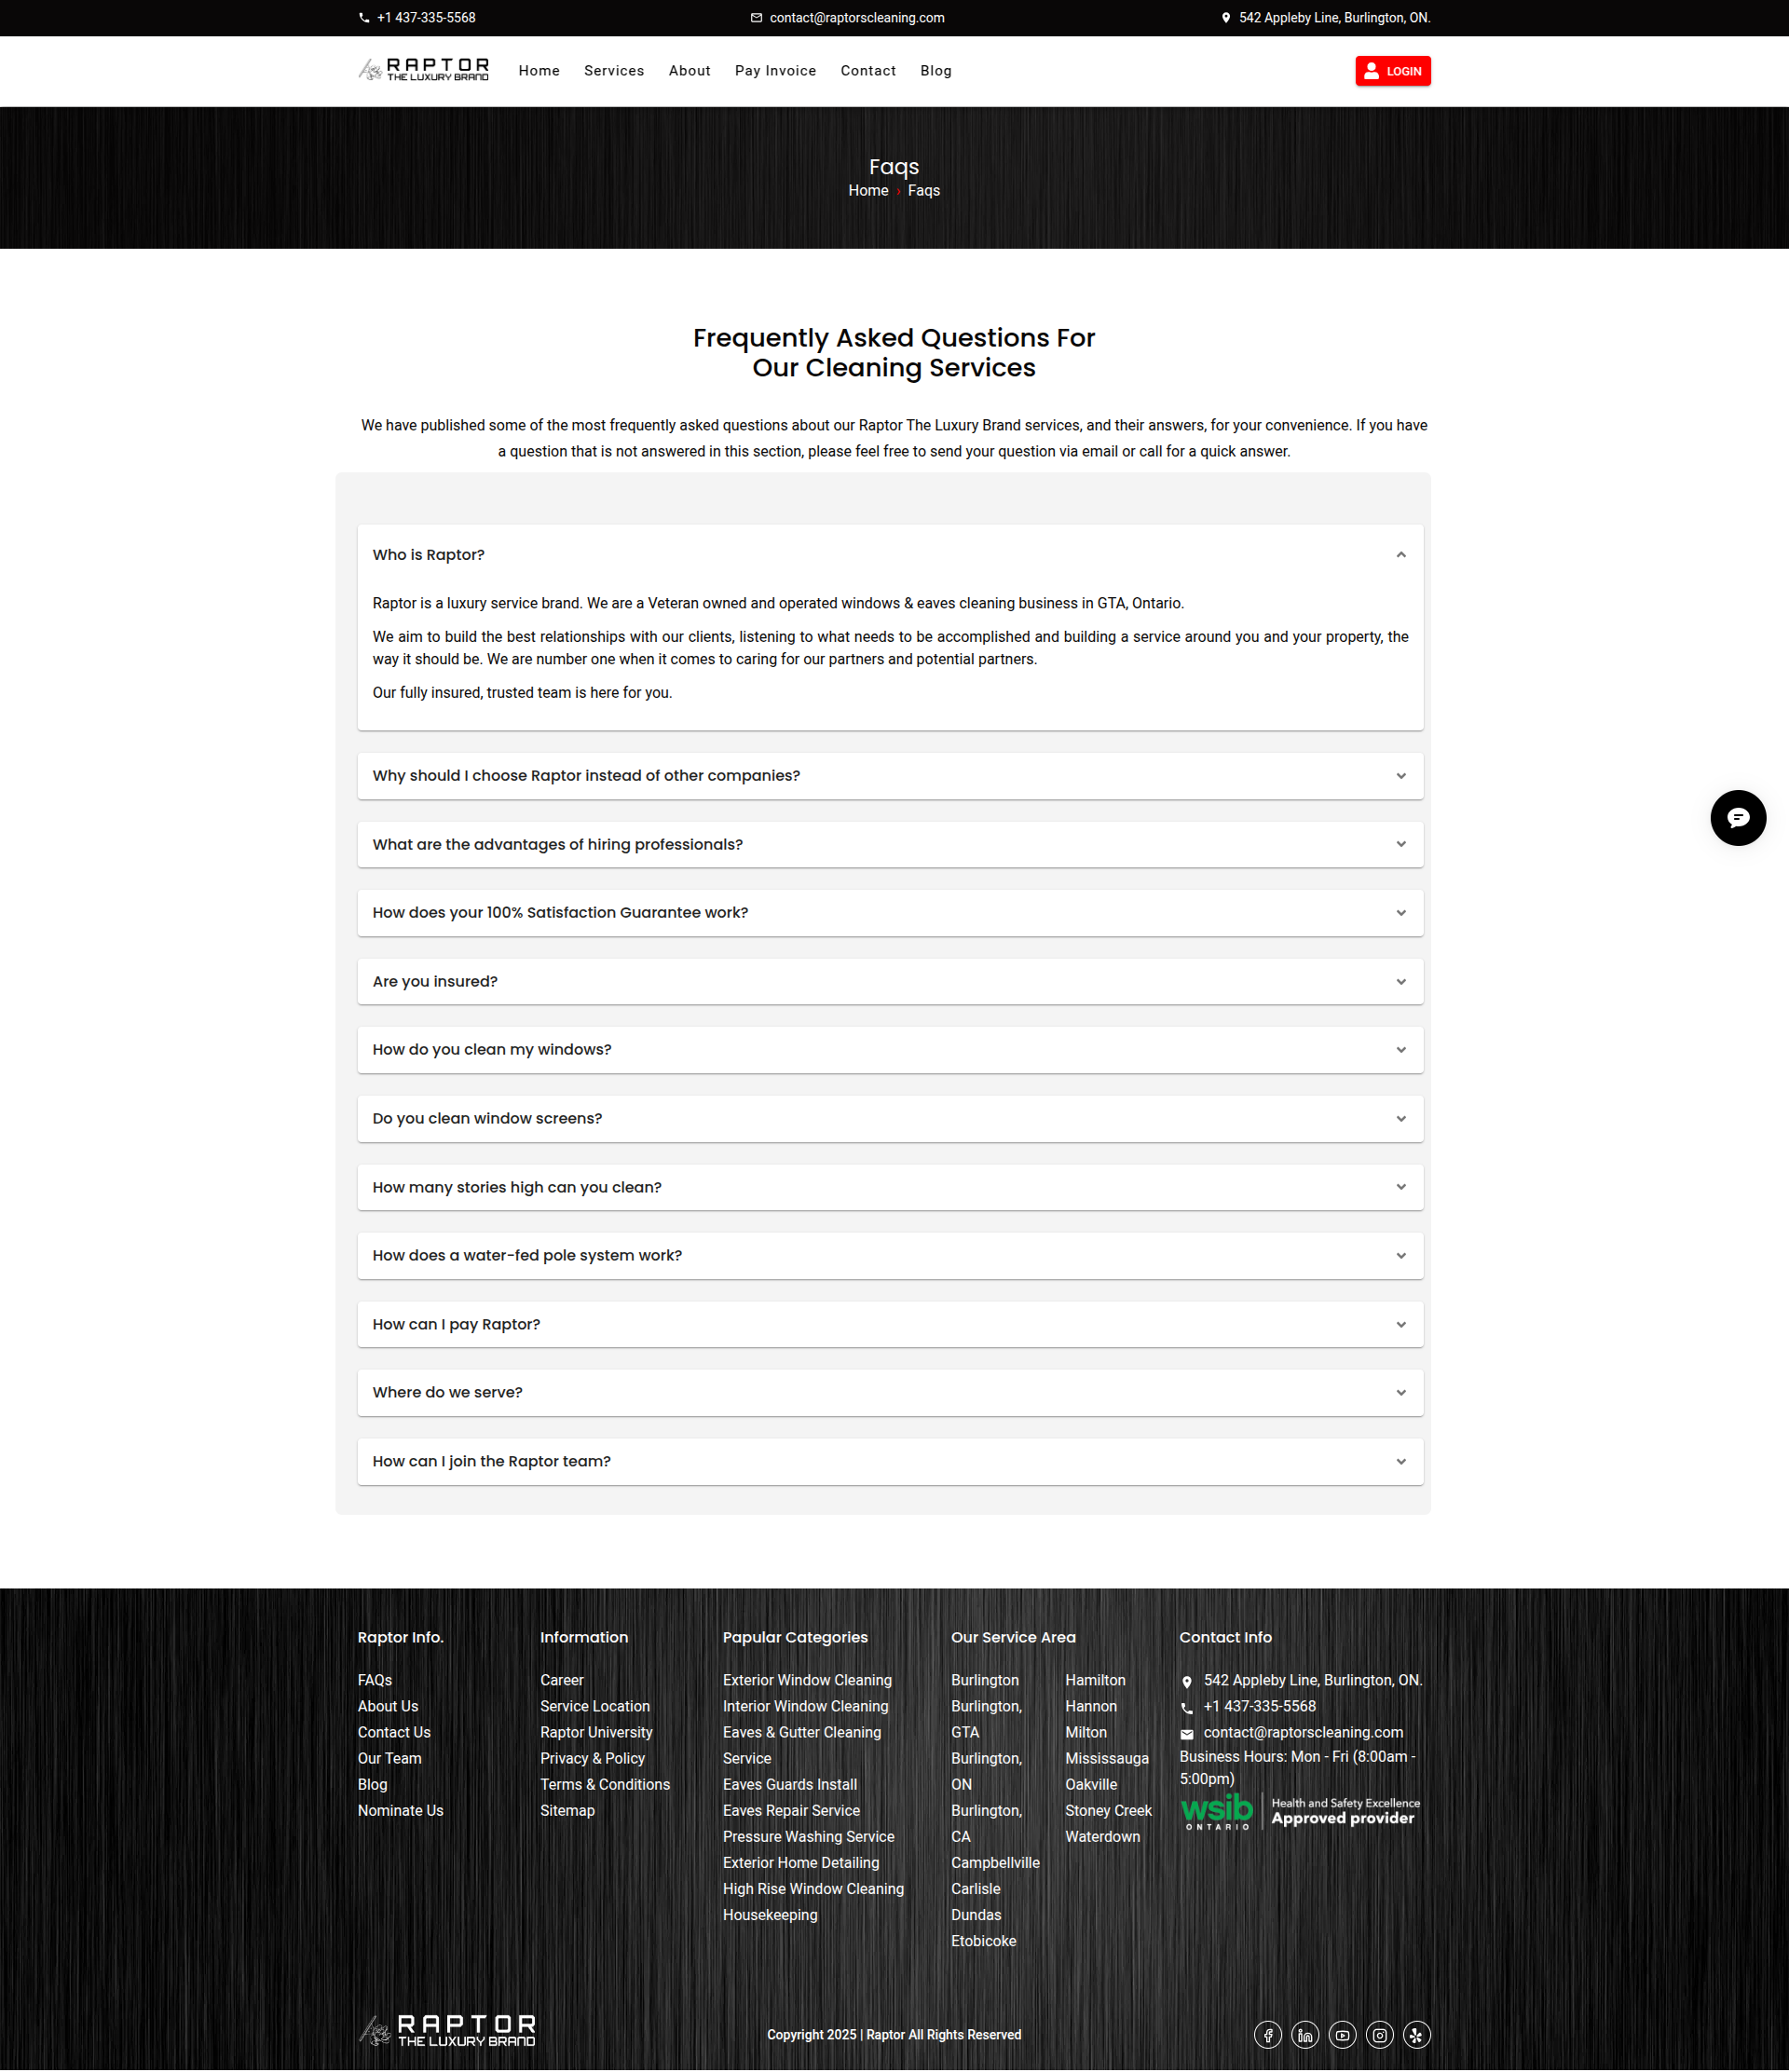 +1 437-335-5568
contact@raptorscleaning.com
542 Appleby Line, Burlington, ON.
RAPTOR
THE LUXURY BRAND
Home
Services
About
Pay Invoice
Contact
Blog
LOGIN
Faqs
Home › Faqs
Frequently Asked Questions For
Our Cleaning Services
We have published some of the most frequently asked questions about our Raptor The Luxury Brand services, and their answers, for your convenience. If you have
a question that is not answered in this section, please feel free to send your question via email or call for a quick answer.
Who is Raptor?
Raptor is a luxury service brand. We are a Veteran owned and operated windows & eaves cleaning business in GTA, Ontario.
We aim to build the best relationships with our clients, listening to what needs to be accomplished and building a service around you and your property, the
way it should be. We are number one when it comes to caring for our partners and potential partners.
Our fully insured, trusted team is here for you.
Why should I choose Raptor instead of other companies?
What are the advantages of hiring professionals?
How does your 100% Satisfaction Guarantee work?
Are you insured?
How do you clean my windows?
Do you clean window screens?
How many stories high can you clean?
How does a water-fed pole system work?
How can I pay Raptor?
Where do we serve?
How can I join the Raptor team?
Raptor Info.
FAQs
About Us
Contact Us
Our Team
Blog
Nominate Us
Information
Career
Service Location
Raptor University
Privacy & Policy
Terms & Conditions
Sitemap
Papular Categories
Exterior Window Cleaning
Interior Window Cleaning
Eaves & Gutter Cleaning
Service
Eaves Guards Install
Eaves Repair Service
Pressure Washing Service
Exterior Home Detailing
High Rise Window Cleaning
Housekeeping
Our Service Area
Burlington
Burlington,
GTA
Burlington,
ON
Burlington,
CA
Campbellville
Carlisle
Dundas
Etobicoke
Hamilton
Hannon
Milton
Mississauga
Oakville
Stoney Creek
Waterdown
Contact Info
542 Appleby Line, Burlington, ON.
+1 437-335-5568
contact@raptorscleaning.com
Business Hours: Mon - Fri (8:00am -
5:00pm)
wsib
ONTARIO
Health and Safety Excellence
Approved provider
RAPTOR
THE LUXURY BRAND
Copyright 2025 | Raptor All Rights Reserved